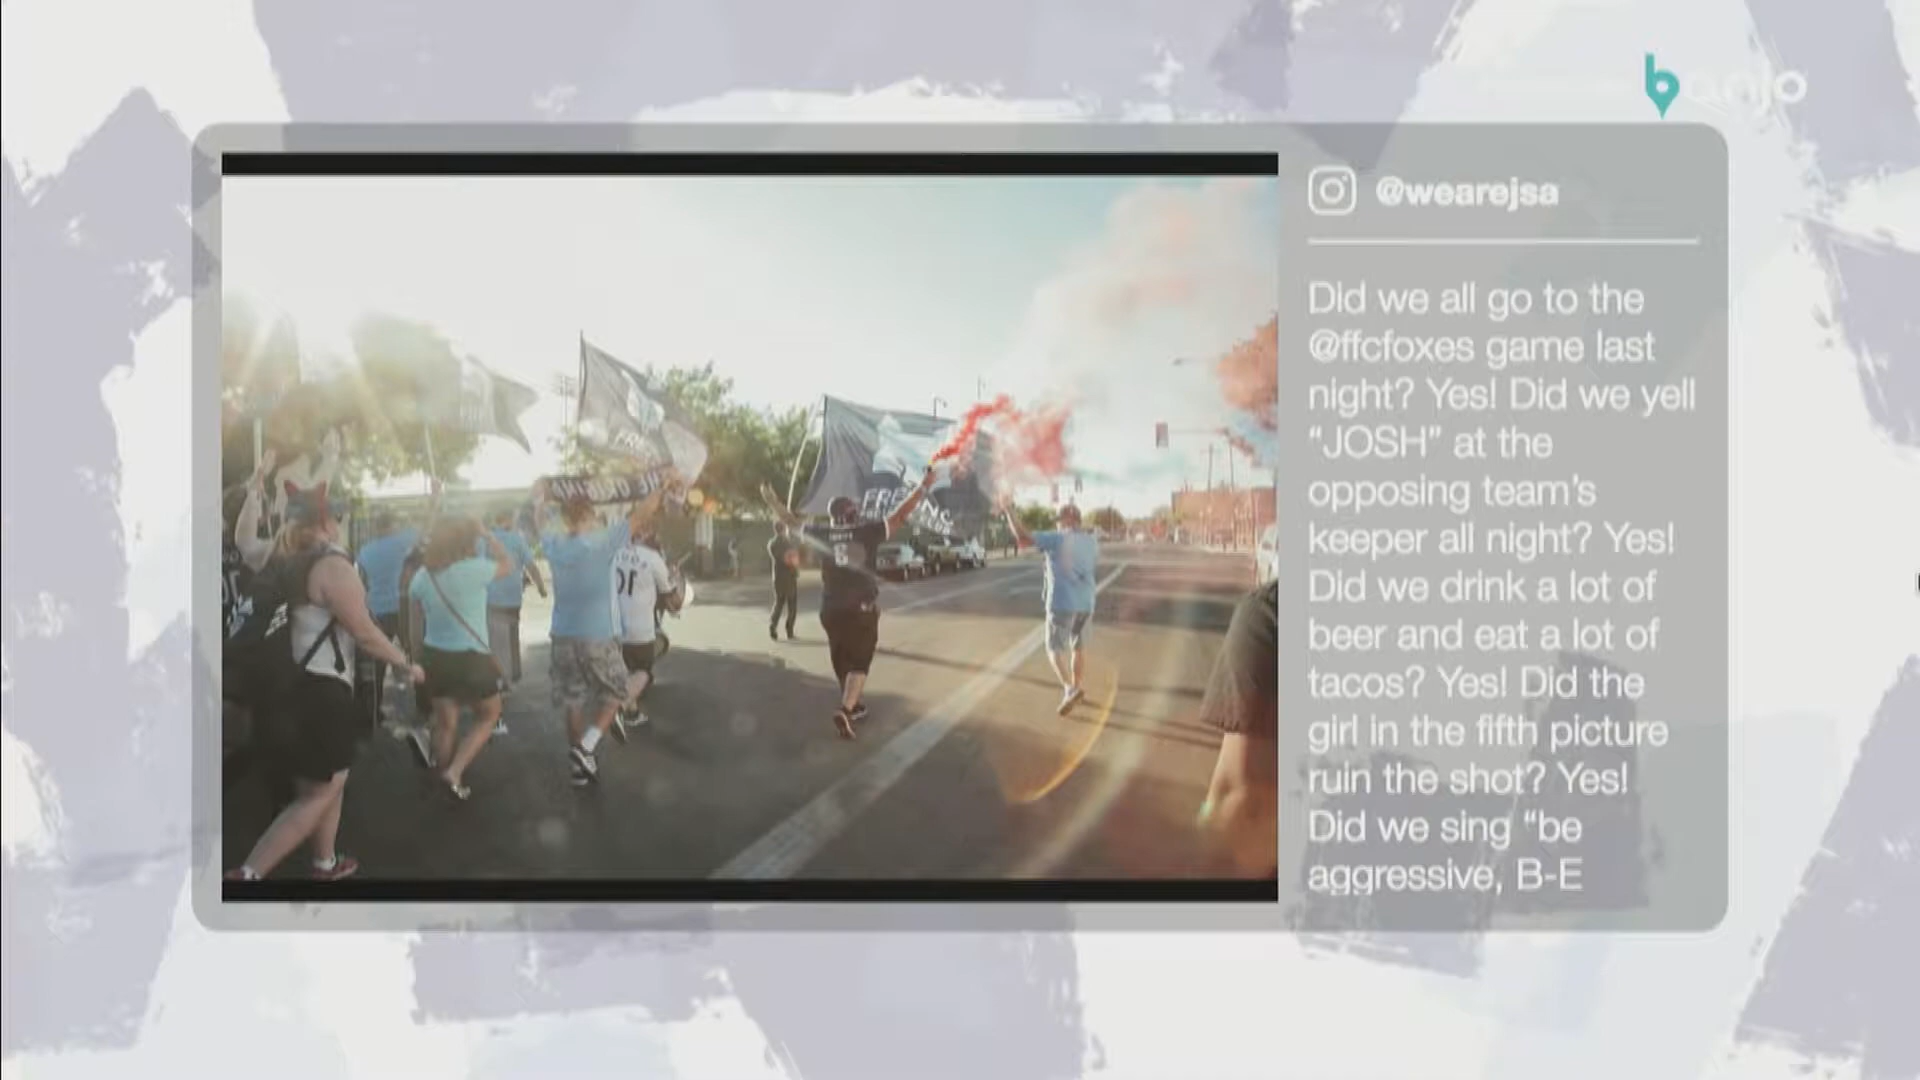 banjo
@wearejsa
Did we all go to the
@ffcfoxes game last
night? Yes! Did we yell
“JOSH” at the
opposing team’s
keeper all night? Yes!
Did we drink a lot of
beer and eat a lot of
tacos? Yes! Did the
girl in the fifth picture
ruin the shot? Yes!
Did we sing “be
aggressive, B-E